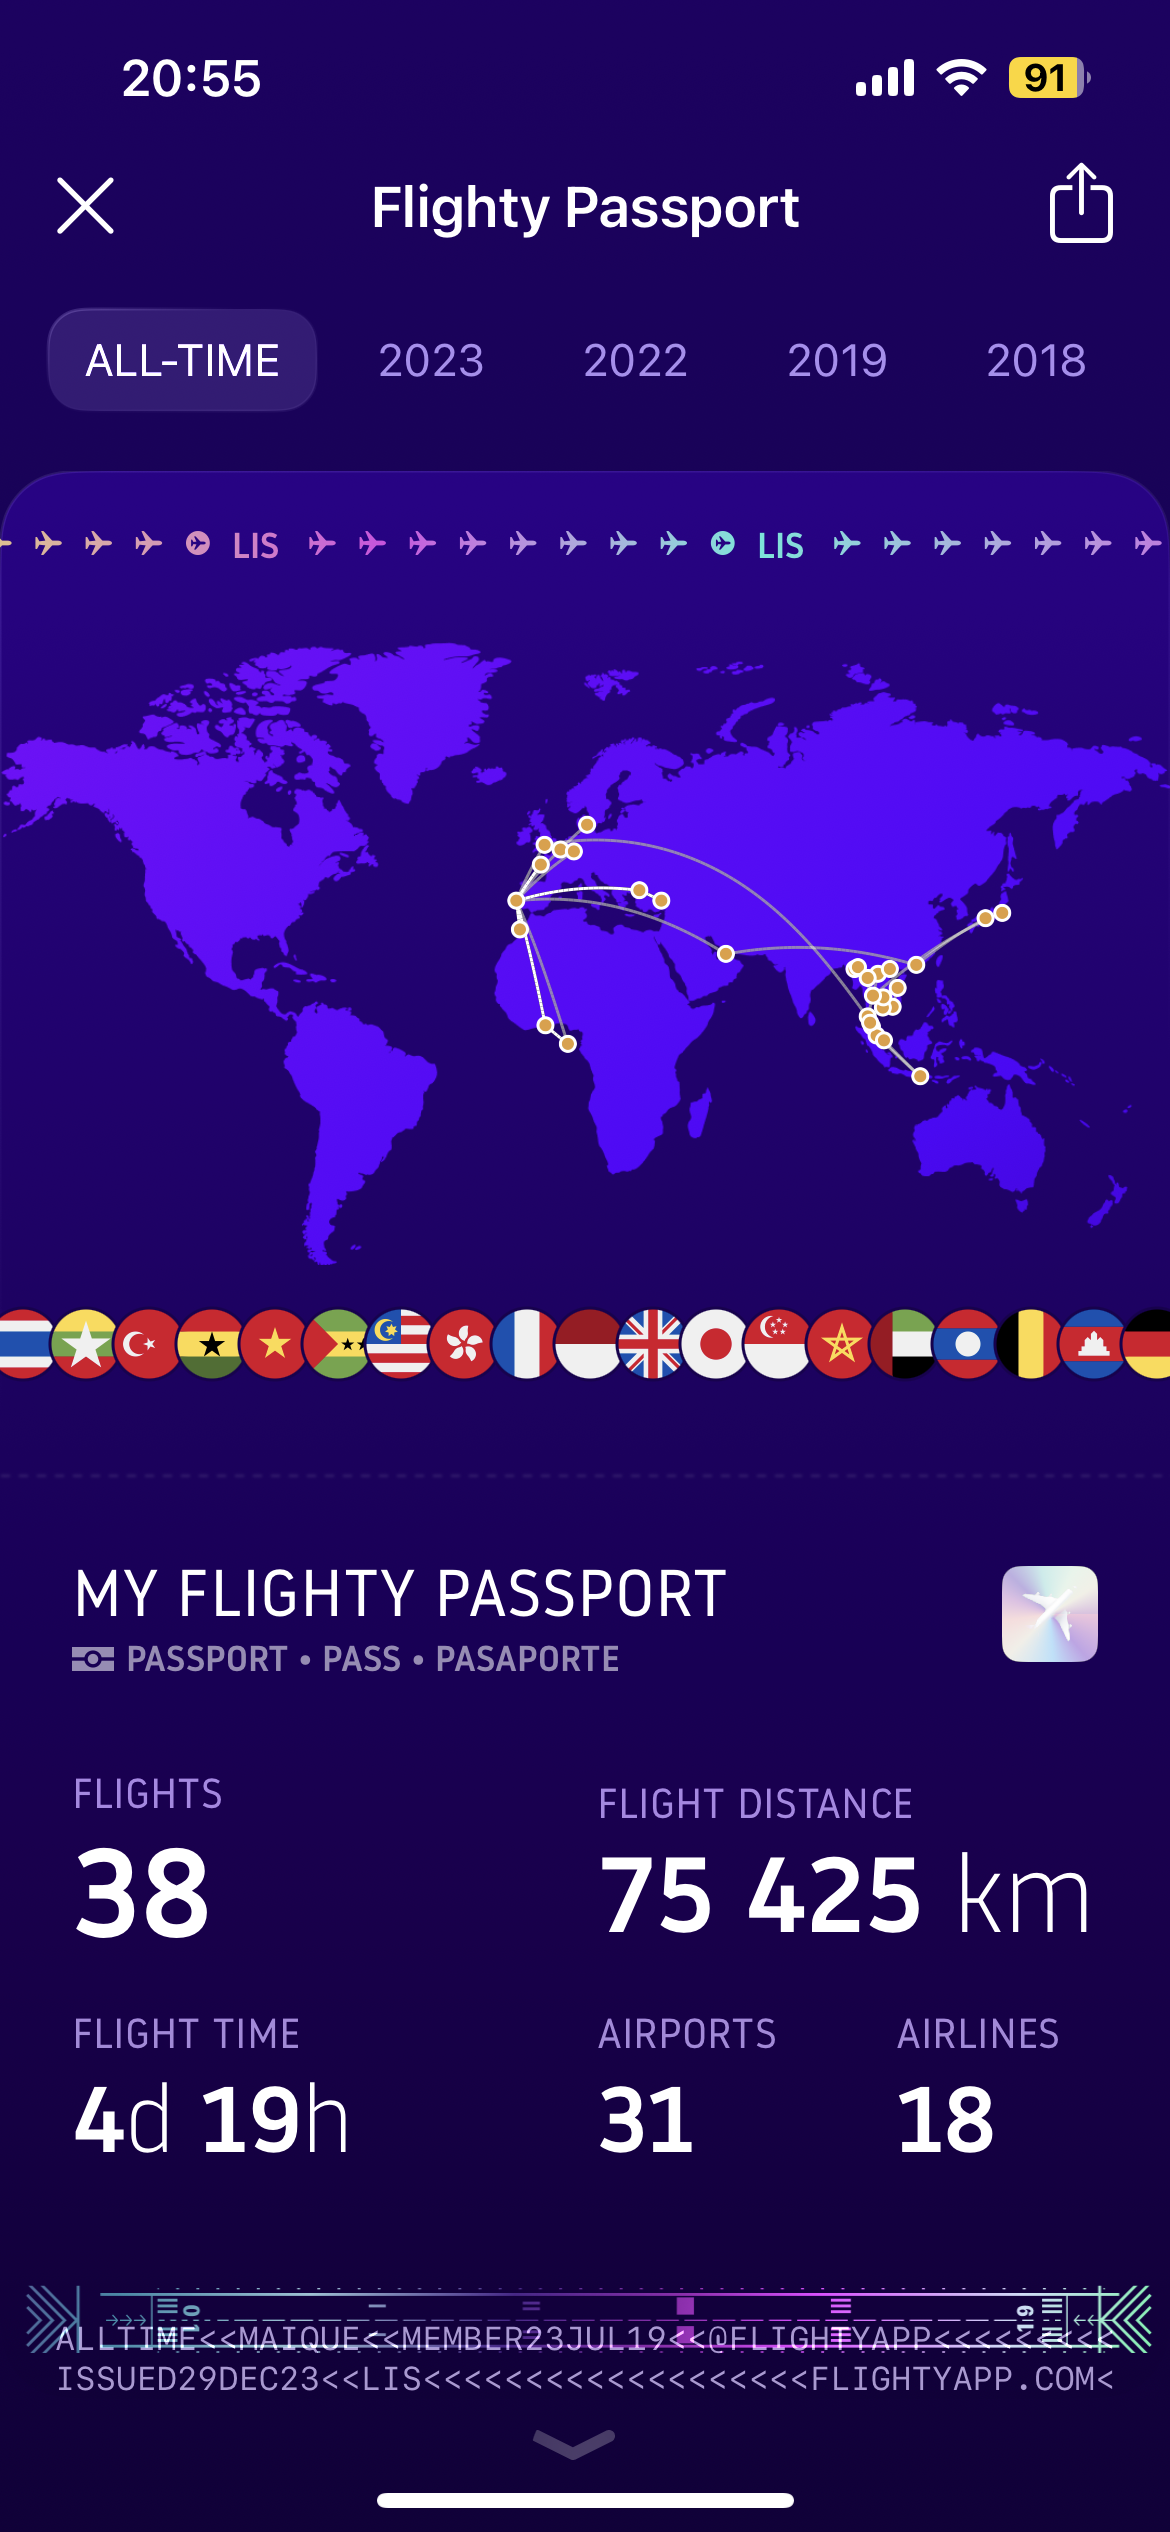 20:55
91
Flighty Passport
ALL-TIME 2023 2022 2019 2018
LIS LIS
MY FLIGHTY PASSPORT
PASSPORT • PASS • PASAPORTE
FLIGHTS
38
FLIGHT DISTANCE
75 425 km
FLIGHT TIME
4d 19h
AIRPORTS
31
AIRLINES
18
01 19
ALLTIME<<MAIQUE<<MEMBER23JUL19<<@FLIGHTYAPP<<<<<<<<<
ISSUED29DEC23<<LIS<<<<<<<<<<<<<<<<<<<FLIGHTYAPP.COM<